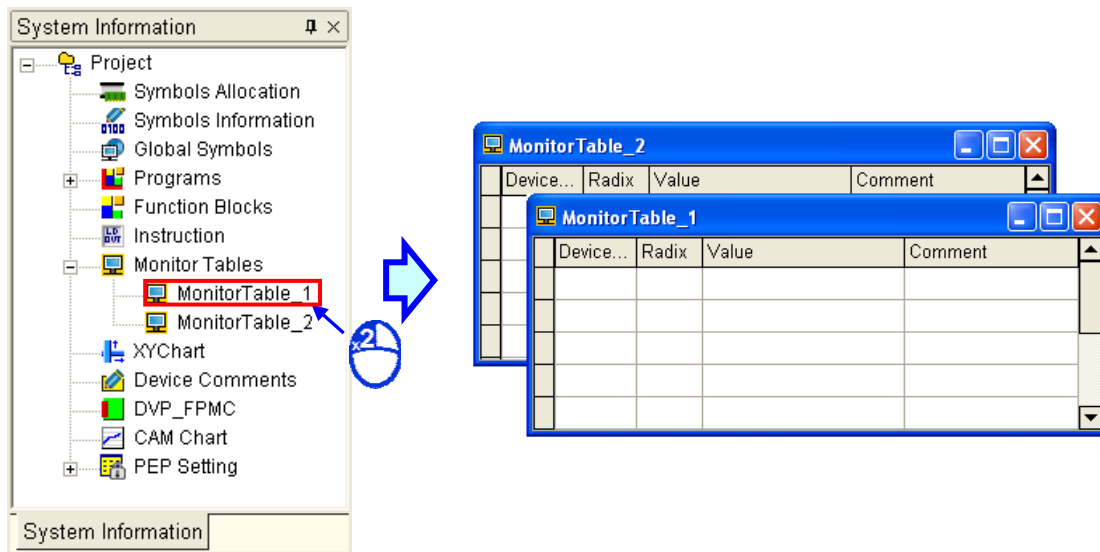 System Information
Project
Symbols Allocation
Symbols Information
Global Symbols
Programs
Function Blocks
Instruction
Monitor Tables
MonitorTable_1
MonitorTable_2
XYChart
Device Comments
DVP_FPMC
CAM Chart
PEP Setting
System Information
x2
MonitorTable_2
Device... Radix Value Comment
MonitorTable_1
Device... Radix Value Comment